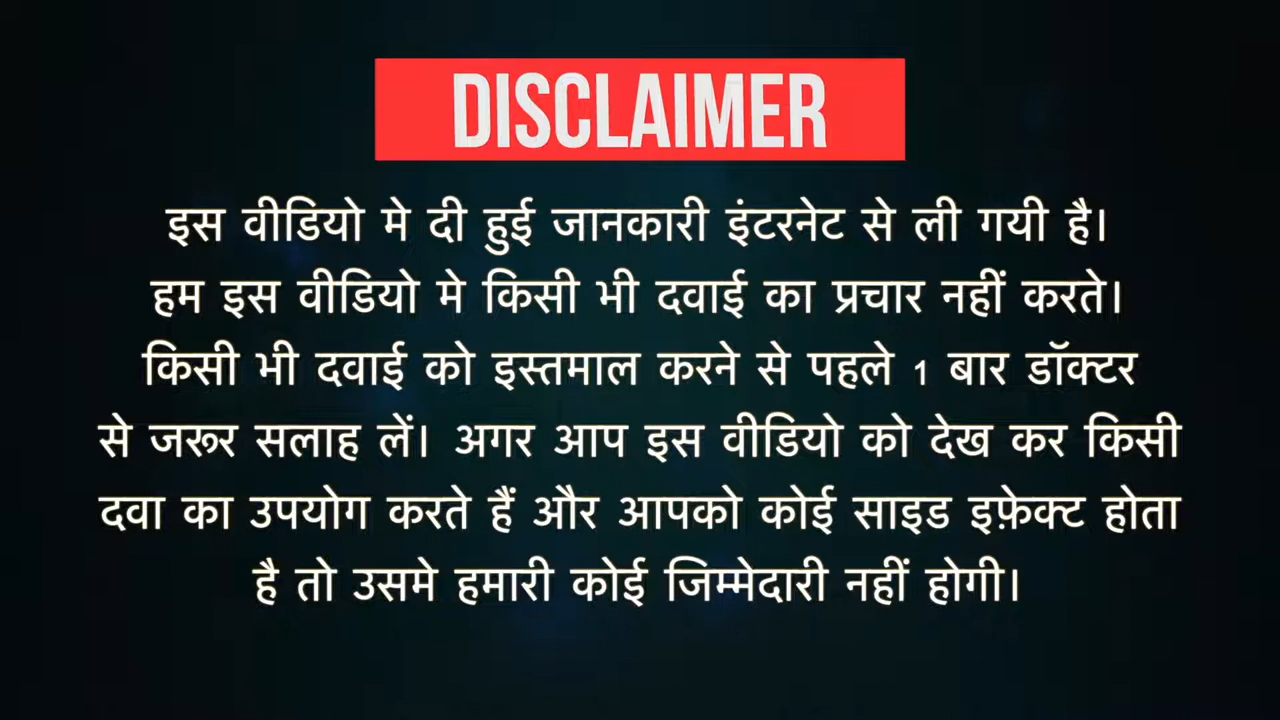 DISCLAIMER
इस वीडियो मे दी हुई जानकारी इंटरनेट से ली गयी है।
हम इस वीडियो मे किसी भी दवाई का प्रचार नहीं करते।
किसी भी दवाई को इस्तमाल करने से पहले 1 बार डॉक्टर
से जरूर सलाह लें। अगर आप इस वीडियो को देख कर किसी
दवा का उपयोग करते हैं और आपको कोई साइड इफ़ेक्ट होता
है तो उसमे हमारी कोई जिम्मेदारी नहीं होगी।